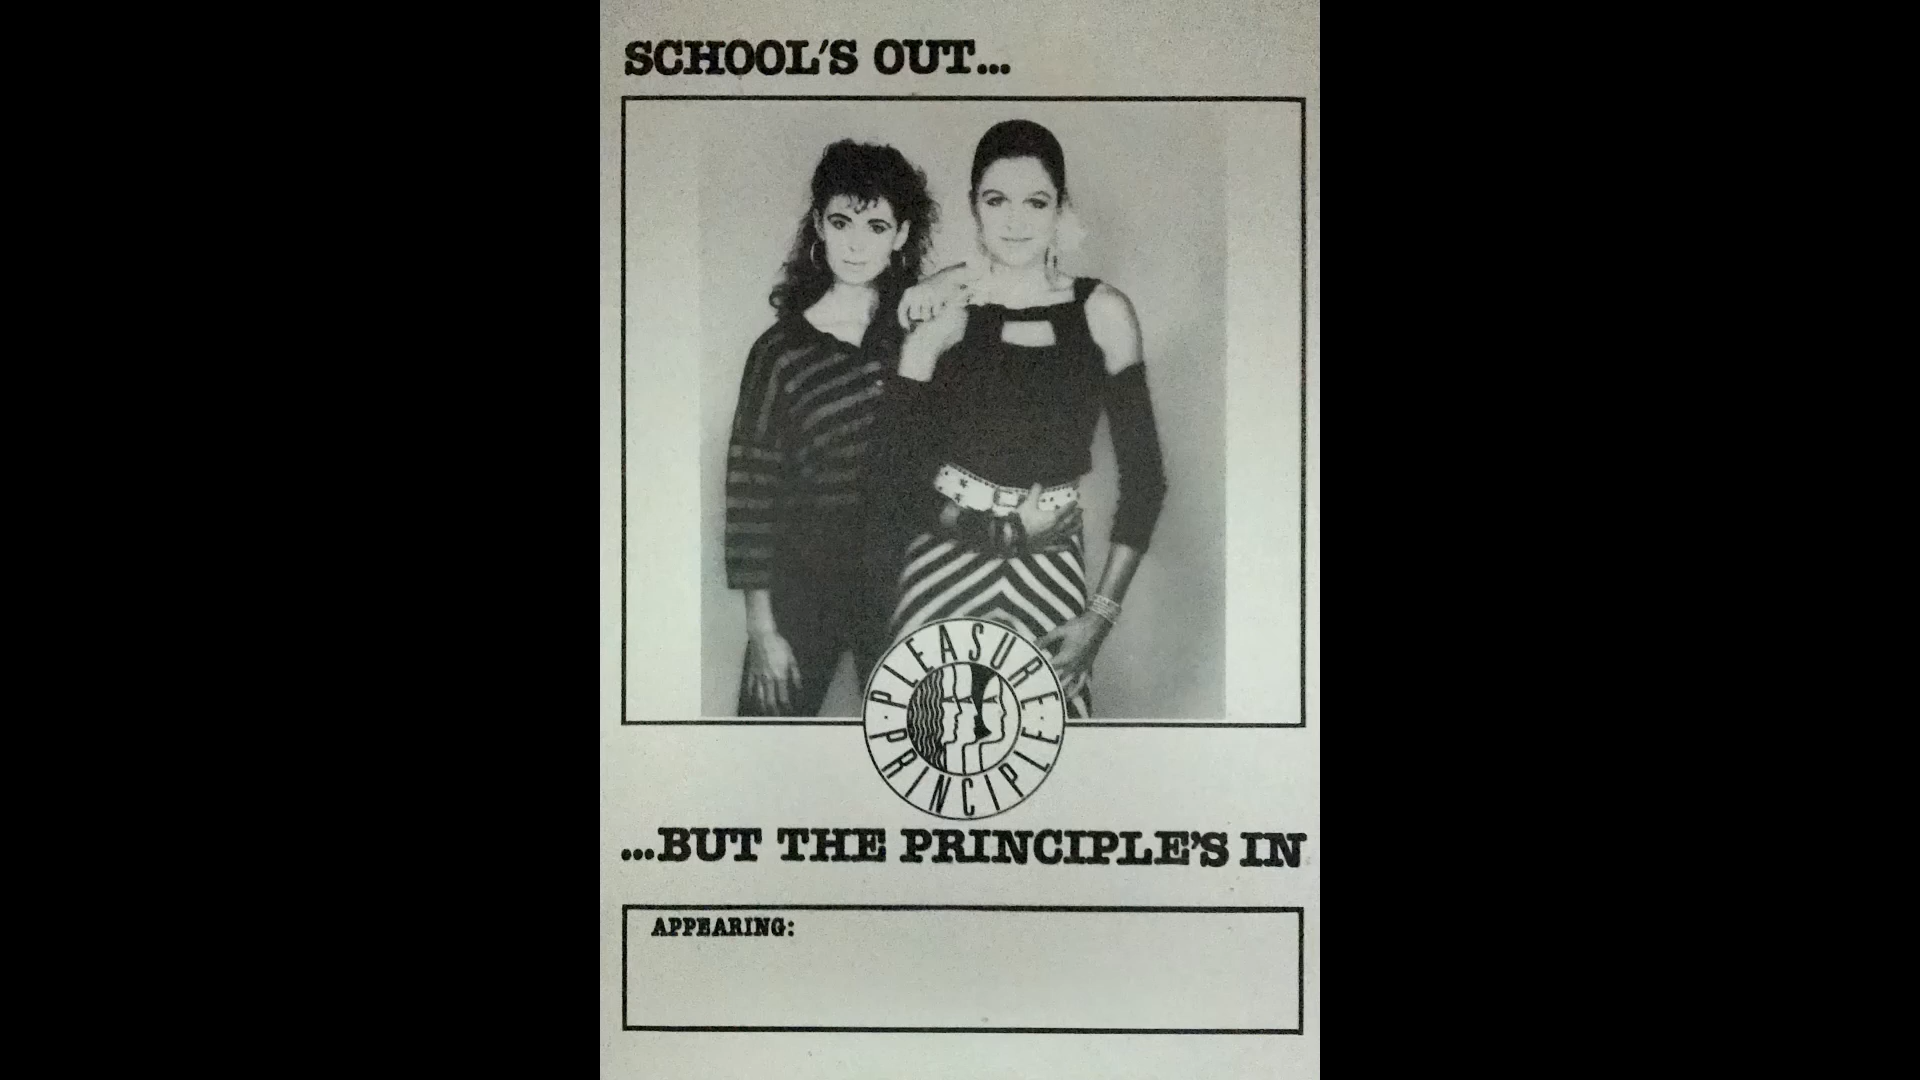 SCHOOL'S OUT...
PLEASURE
PRINCIPLE
...BUT THE PRINCIPLE'S IN
APPEARING: